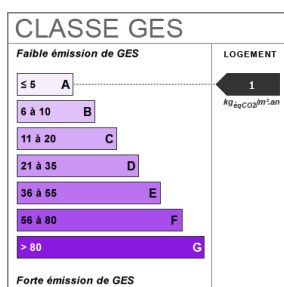 CLASSE GES
Faible émission de GES
LOGEMENT
≤ 5 A
1
kgéqCO2/m².an
6 à 10 B
11 à 20 C
21 à 35 D
36 à 55 E
56 à 80 F
> 80 G
Forte émission de GES